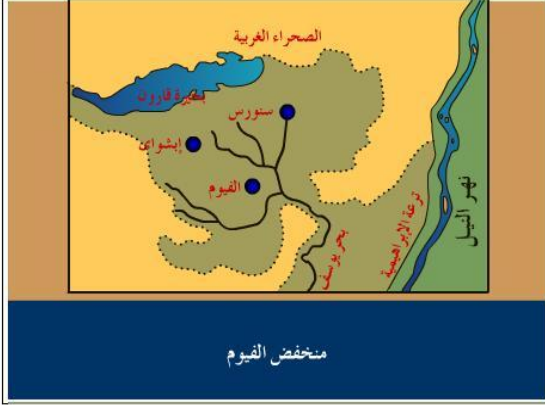 الصحراء الغربية
بحيرة قارون
سنورس
إبشواى
الفيوم
بحر يوسف
ترعة الإبراهيمية
نهر النيل
منخفض الفيوم